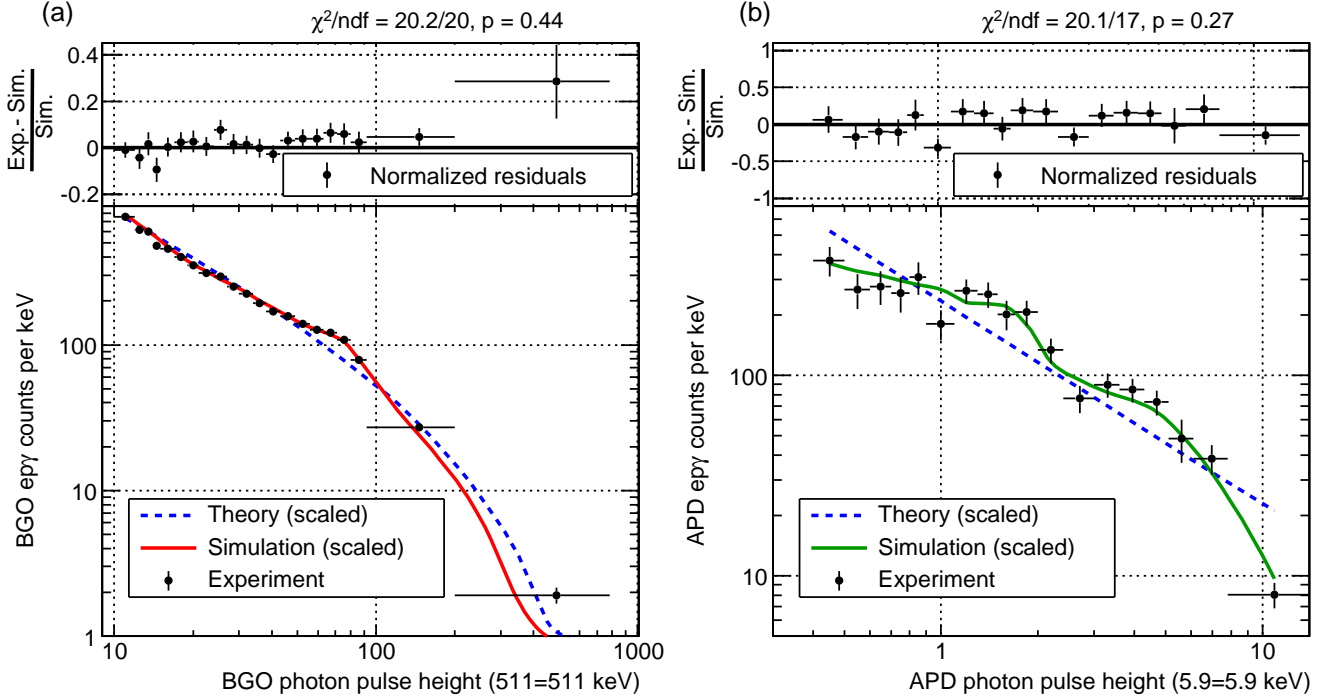 (a)
χ²/ndf = 20.2/20, p = 0.44
Exp.- Sim.
Sim.
0.4
0.2
0
-0.2
Normalized residuals
BGO epγ counts per keV
100
10
1
Theory (scaled)
Simulation (scaled)
Experiment
10
100
1000
BGO photon pulse height (511=511 keV)
(b)
χ²/ndf = 20.1/17, p = 0.27
Exp.- Sim.
Sim.
1
0.5
0
-0.5
-1
Normalized residuals
APD epγ counts per keV
100
10
Theory (scaled)
Simulation (scaled)
Experiment
1
10
APD photon pulse height (5.9=5.9 keV)